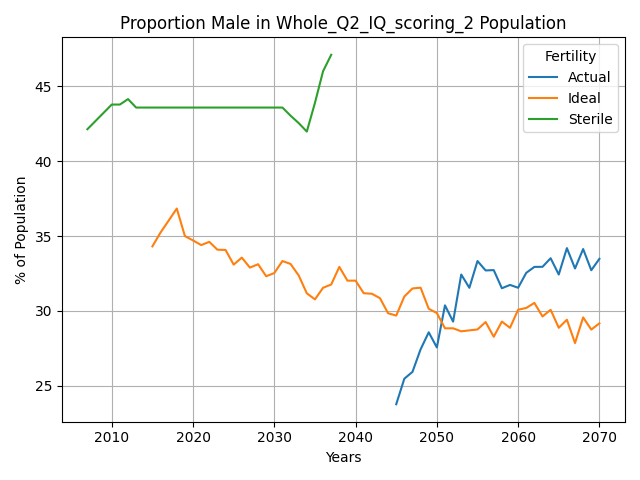 Proportion Male in Whole_Q2_IQ_scoring_2 Population
% of Population
45
40
35
30
25
Fertility
Actual
Ideal
Sterile
2010 2020 2030 2040 2050 2060 2070
Years